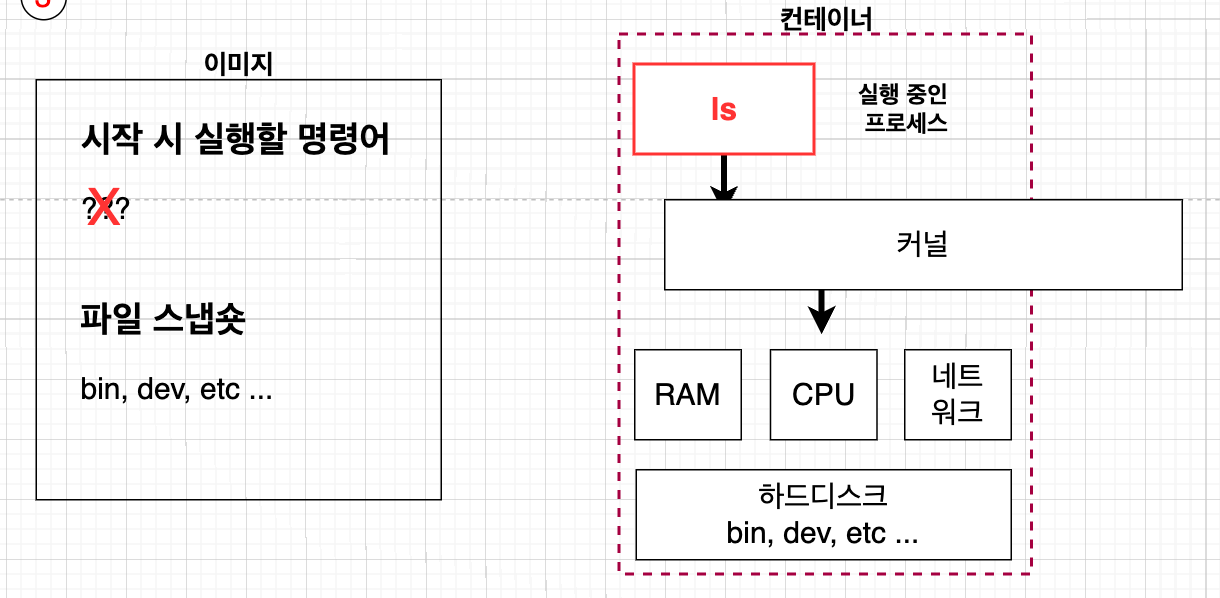 3
이미지
시작 시 실행할 명령어
???
X
파일 스냅숏
bin, dev, etc ...
컨테이너
ls
실행 중인
프로세스
커널
RAM
CPU
네트
워크
하드디스크
bin, dev, etc ...